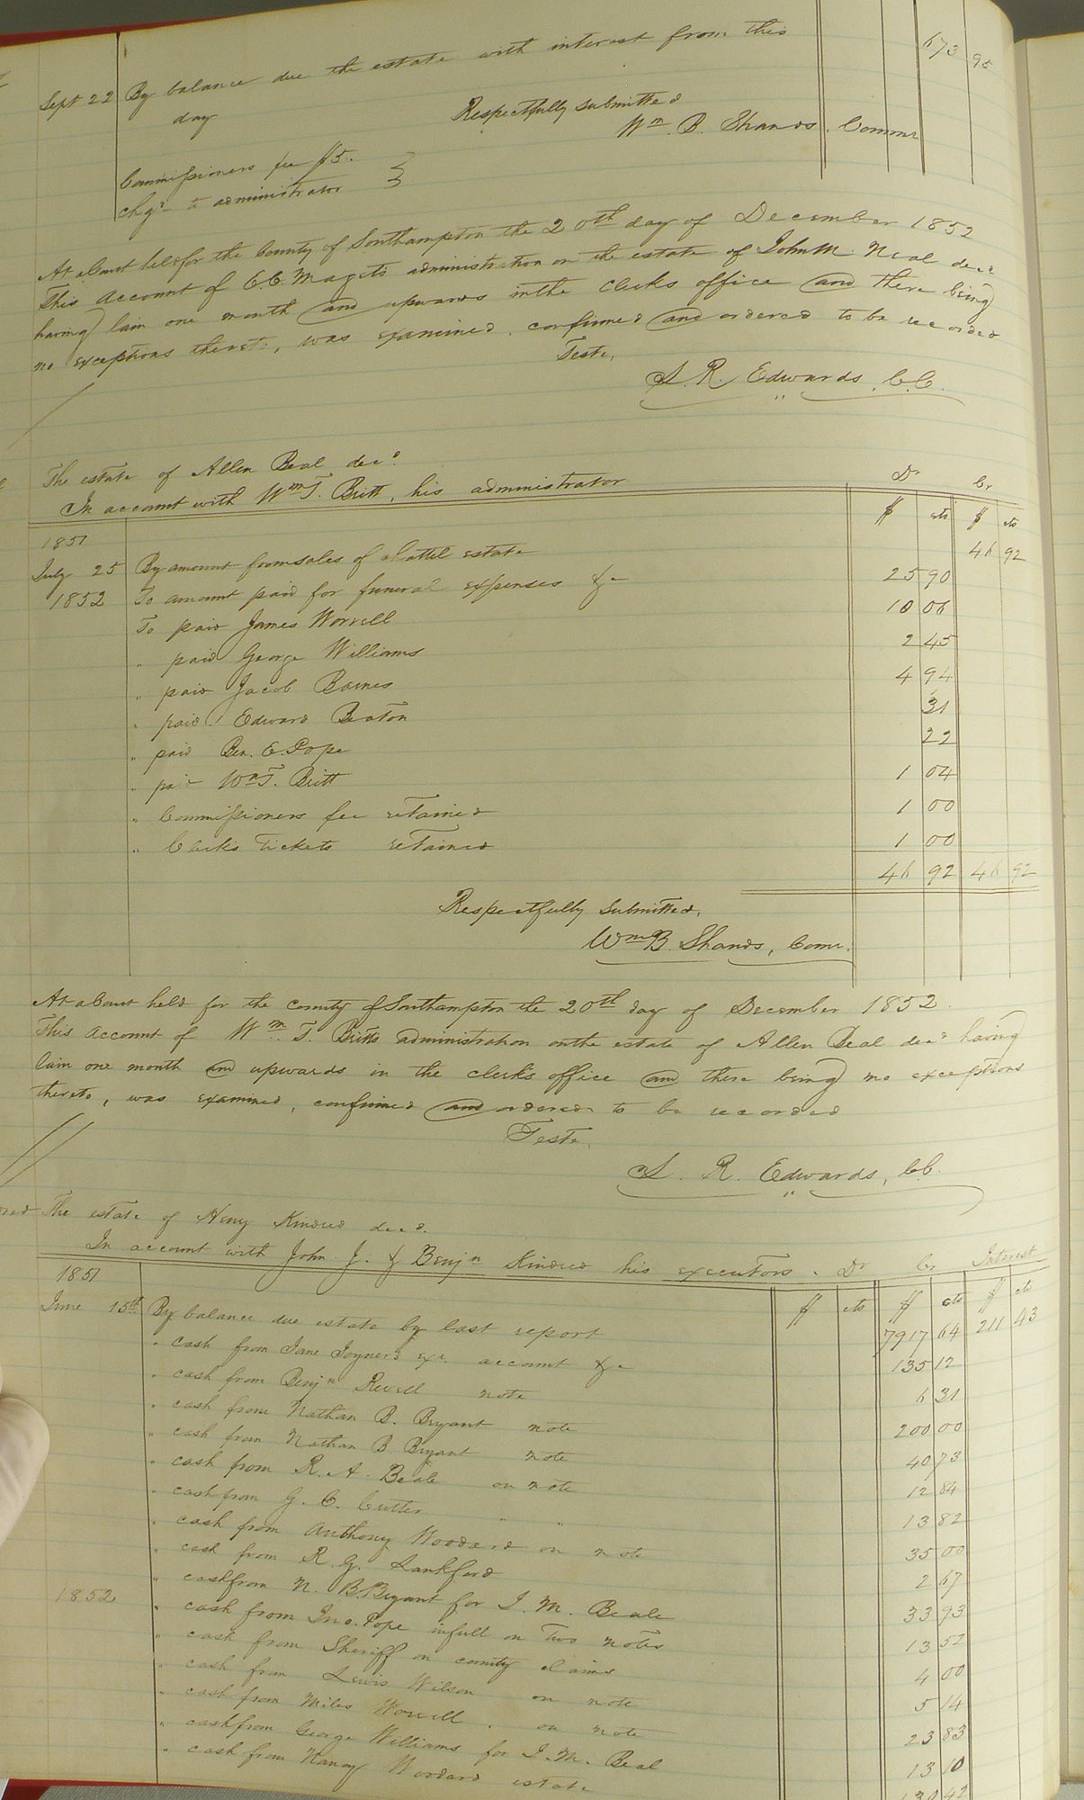 Sept 22 By balance due the estate with interest from this 673 95
day
Respectfully submitted
Wm. B. Shands, Commr
Commissioners fee $5.
chgd to administrator
At a Court held for the County of Southampton the 20th day of December 1852
This Account of E.C. Magets administration on the estate of John M. Neal decd
having lain one month and upwards in the clerks office and there being
no exceptions thereto, was examined, confirmed and ordered to be recorded
Teste,
L. R. Edwards, C.C.
The estate of Allen Beal decd
In account with Wm T. Britt, his administrator Dr Cr
1851 $ cts $ cts
July 25 By amount from sales of chattel estate 46 92
1852 To amount paid for funeral expenses &c 25 90
To paid James Worrell 10 06
" paid George Williams 2 45
" paid Jacob Barnes 4 94
" paid Edward Beaton 31
" paid Ben. E. Pope 22
" paid Wm T. Britt 1 04
" Commissioners fee retained 1 00
" Clerks Tickets retained 1 00
46 92 46 92
Respectfully submitted,
Wm B. Shands, Comr.
At a Court held for the county of Southampton the 20th day of December 1852.
This Account of Wm. T. Britts administration on the estate of Allen Beal decd having
lain one month and upwards in the clerk's office and there being no exceptions
thereto, was examined, confirmed and ordered to be recorded
Teste.
L. R. Edwards, C.C.
The estate of Henry Kindred decd.
In account with John J. & Benjn Kindred his executors. Dr Cr Interest
1851 $ cts $ cts $ cts
June 15th By balance due estate by last report 7917 64 211 43
" cash from Jane Joyner's exr. account &c 135 12
" cash from Benjn Revill note 6 31
" cash from Nathan B. Bryant note 200 00
" cash from Nathan B Bryant note 40 73
" cash from R. A. Beale on note 12 84
" cash from G. C. Cutter " " 13 82
" cash from Anthony Woodard on note 35 00
" cash from R. G. Lankford 2 67
" cash from N. B. Bryant for J. M. Beale 33 93
1852 " cash from Jno. Pope in full on two notes 13 52
" cash from Sheriff on county claims 4 00
" cash from Lewis Wilson on note 5 14
" cash from Miles Worrell . on note 23 83
" cash from George Williams for J. M. Beal 13 10
" cash from Nancy Woodard estate 130 42